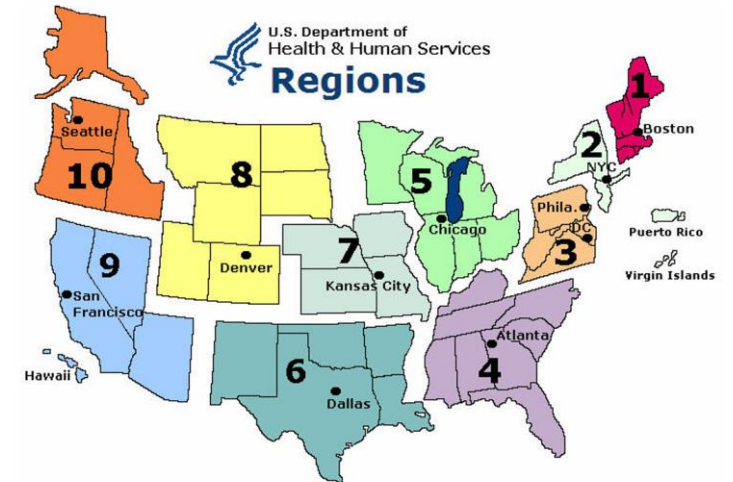 U.S. Department of
Health & Human Services
Regions
1
Boston
2
NYC
Seattle
10
8
5
Phila.
DC
3
Puerto Rico
Virgin Islands
Chicago
7
Kansas City
Denver
9
San
Francisco
Hawaii
6
Dallas
Atlanta
4